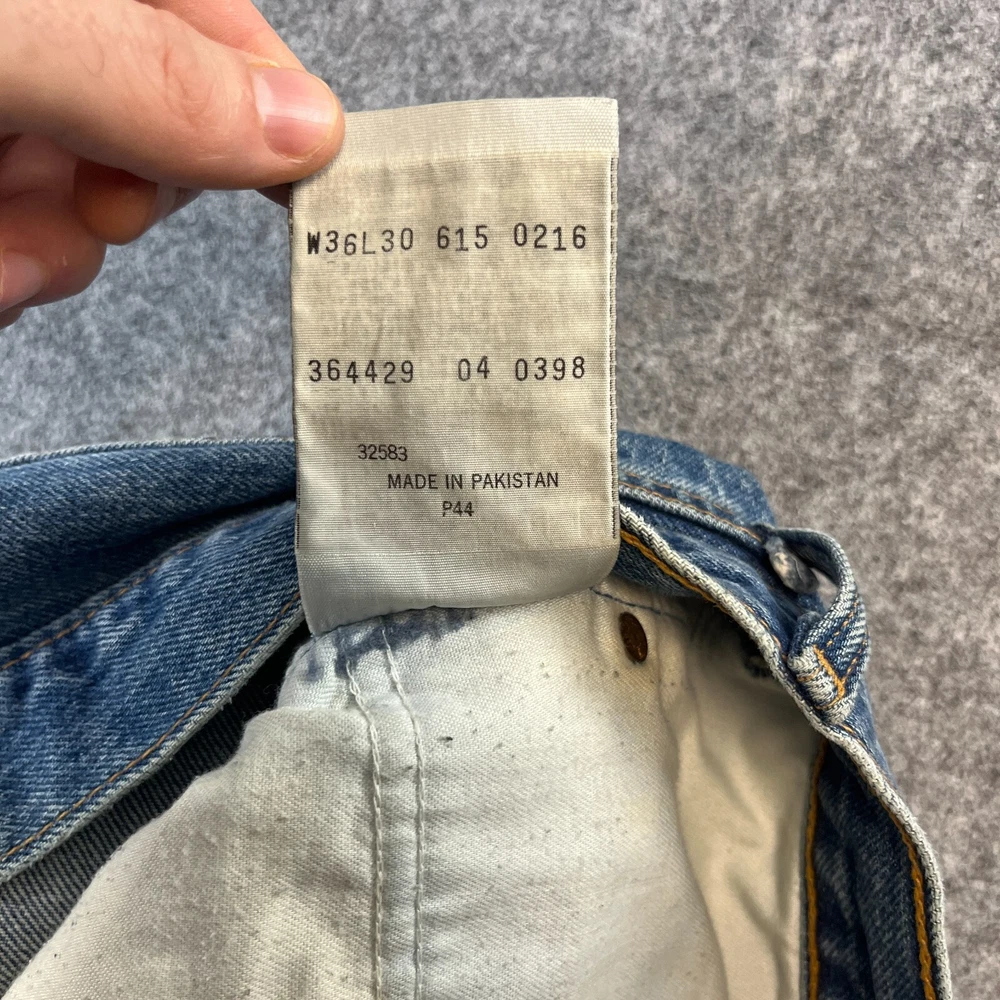 W36L30 615 0216
364429 04 0398
32583
MADE IN PAKISTAN
P44